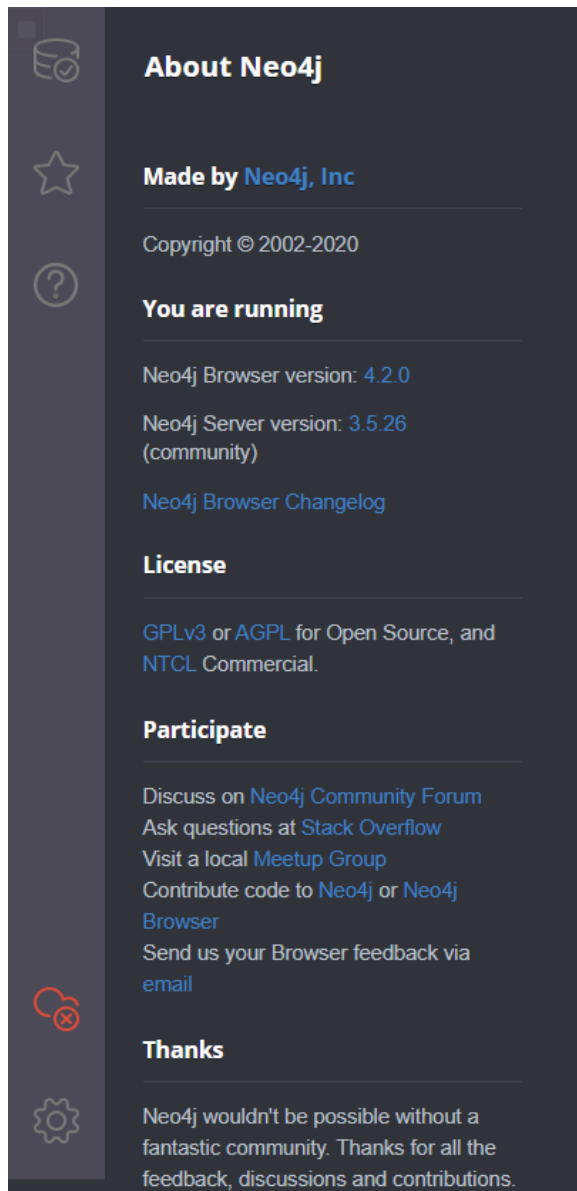 About Neo4j
Made by Neo4j, Inc
Copyright © 2002-2020
You are running
Neo4j Browser version: 4.2.0
Neo4j Server version: 3.5.26
(community)
Neo4j Browser Changelog
License
GPLv3 or AGPL for Open Source, and
NTCL Commercial.
Participate
Discuss on Neo4j Community Forum
Ask questions at Stack Overflow
Visit a local Meetup Group
Contribute code to Neo4j or Neo4j
Browser
Send us your Browser feedback via
email
Thanks
Neo4j wouldn't be possible without a
fantastic community. Thanks for all the
feedback, discussions and contributions.